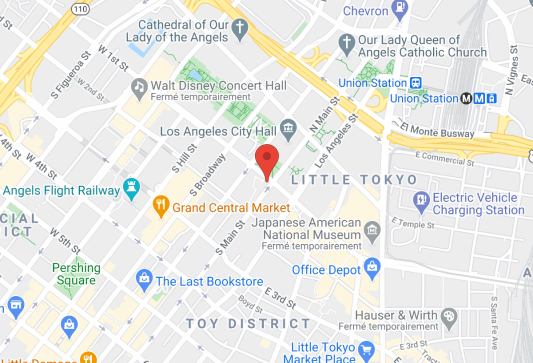 Chevron
110
Cathedral of Our
Lady of the Angels
Our Lady Queen of
Angels Catholic Church
N Vignes St
S Figueroa St
W 1st St
W 2nd St
Walt Disney Concert Hall
Fermé temporairement
Union Station
Union Station
M
M
Los Angeles City Hall
N Main St
Los Angeles St
El Monte Busway
E Commercial St
S Hill St
S Broadway
W 4th St
4th St
Angels Flight Railway
LITTLE TOKYO
Electric Vehicle
Charging Station
Grand Central Market
S Main St
CIAL
CT
W 5th St
Japanese American
National Museum
Fermé temporairement
E Temple St
Pershing
Square
The Last Bookstore
Office Depot
E 3rd St
Boyd St
TOY DISTRICT
Hauser & Wirth
Fermé temporairement
S Santa Fe Ave
A
in
E 3rd St
Little Tokyo
Market Place
Little Damage